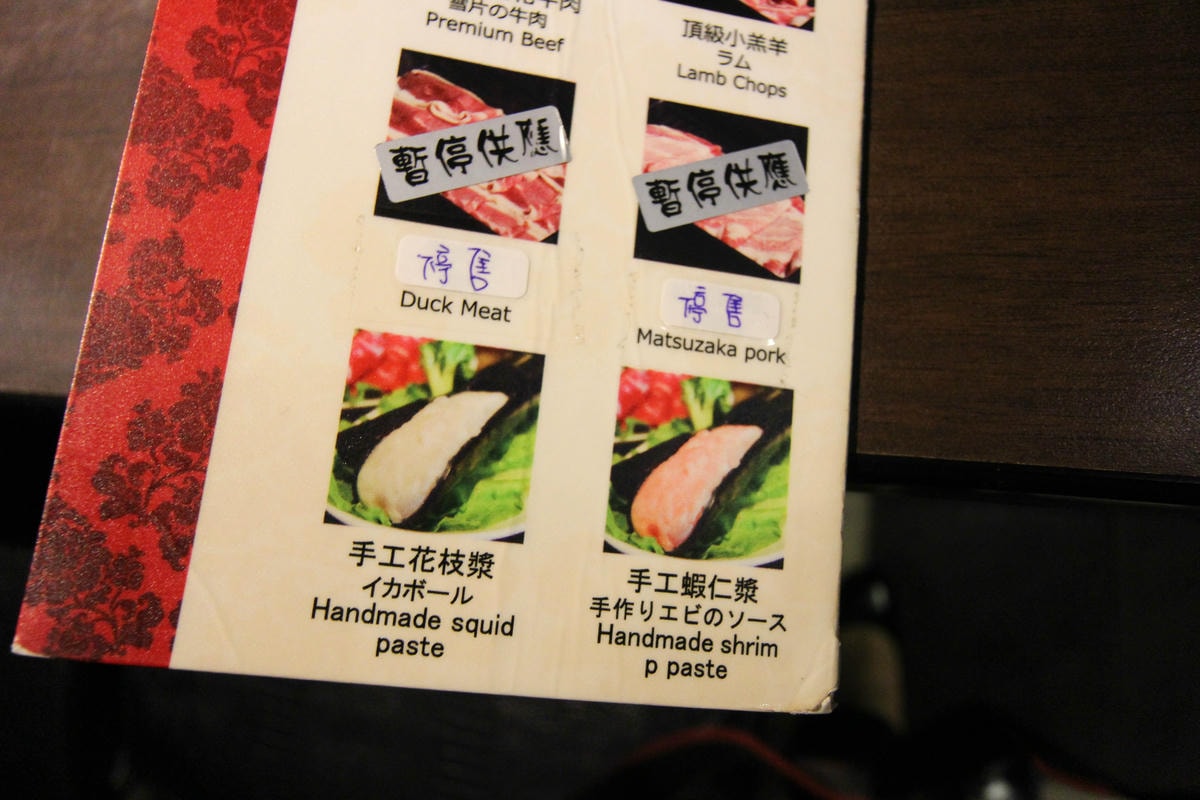 雪片の牛肉
Premium Beef
頂級小羔羊
ラム
Lamb Chops
暫停供應
停售
Duck Meat
暫停供應
停售
Matsuzaka pork
手工花枝漿
イカボール
Handmade squid
paste
手工蝦仁漿
手作りエビのソース
Handmade shrim
p paste